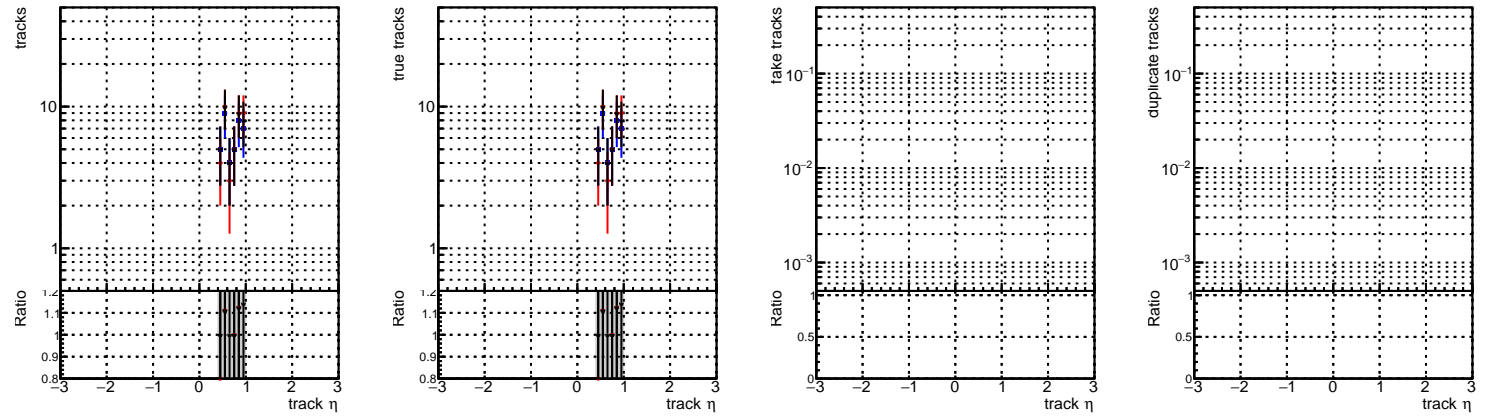 tracks
10
1
Ratio
1.2
1.1
1
0.9
0.8
−3 −2 −1 0 1 2 3
track η
true tracks
10
1
Ratio
1.2
1.1
1
0.9
0.8
−3 −2 −1 0 1 2 3
track η
fake tracks
10−1
10−2
10−3
Ratio
1
0.5
0
−3 −2 −1 0 1 2 3
track η
duplicate tracks
10−1
10−2
10−3
Ratio
1
0.5
0
−3 −2 −1 0 1 2 3
track η